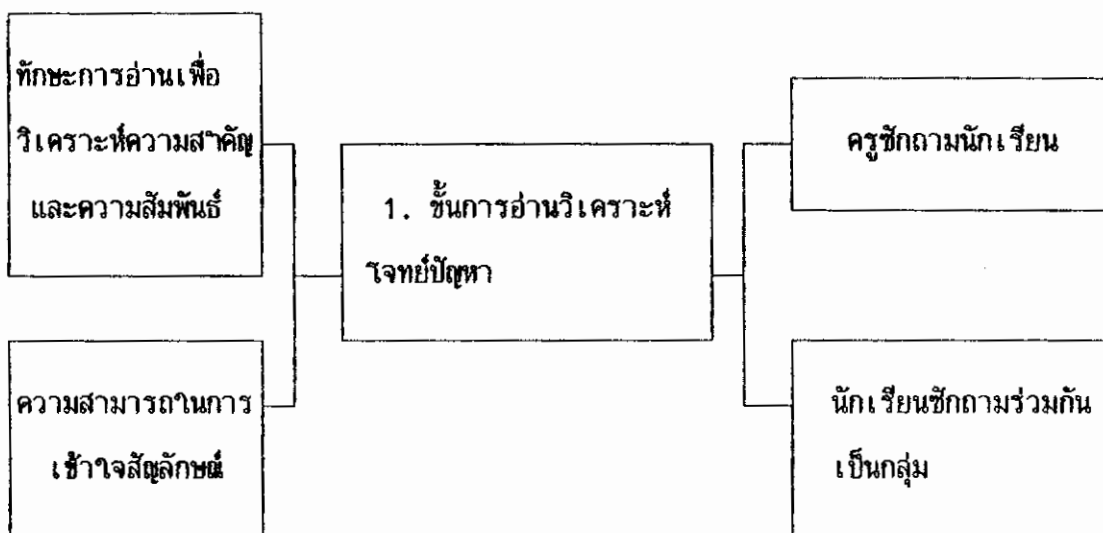 ทักษะการอ่านเพื่อ
วิเคราะห์ความสำคัญ
และความสัมพันธ์
ความสามารถในการ
เข้าใจสัญลักษณ์
1. ขั้นการอ่านวิเคราะห์
โจทย์ปัญหา
ครูซักถามนักเรียน
นักเรียนซักถามร่วมกัน
เป็นกลุ่ม